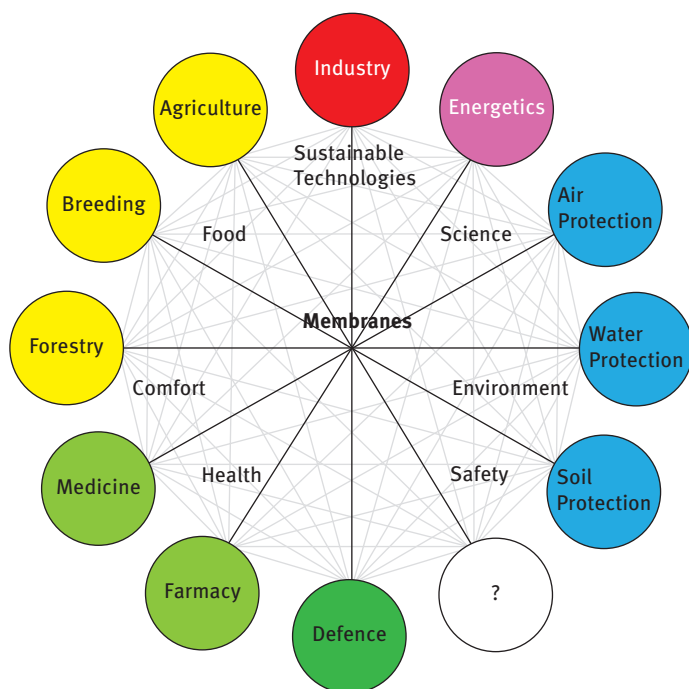 Industry
Agriculture
Energetics
Sustainable
Technologies
Breeding
Air
Protection
Food
Science
Membranes
Forestry
Water
Protection
Comfort
Environment
Medicine
Health
Safety
Soil
Protection
Farmacy
?
Defence